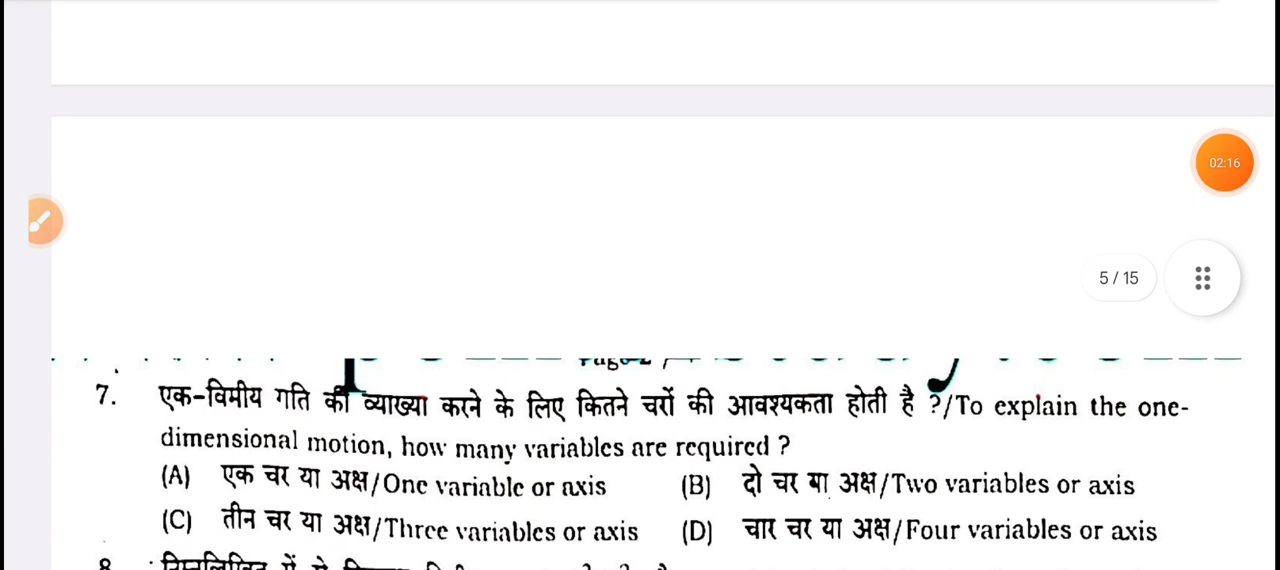 02:16
5 / 15
7. एक-विमीय गति की व्याख्या करने के लिए कितने चरों की आवश्यकता होती है ?/To explain the one-
dimensional motion, how many variables are required ?
(A) एक चर या अक्ष/One variable or axis (B) दो चर या अक्ष/Two variables or axis
(C) तीन चर या अक्ष/Three variables or axis (D) चार चर या अक्ष/Four variables or axis
8.